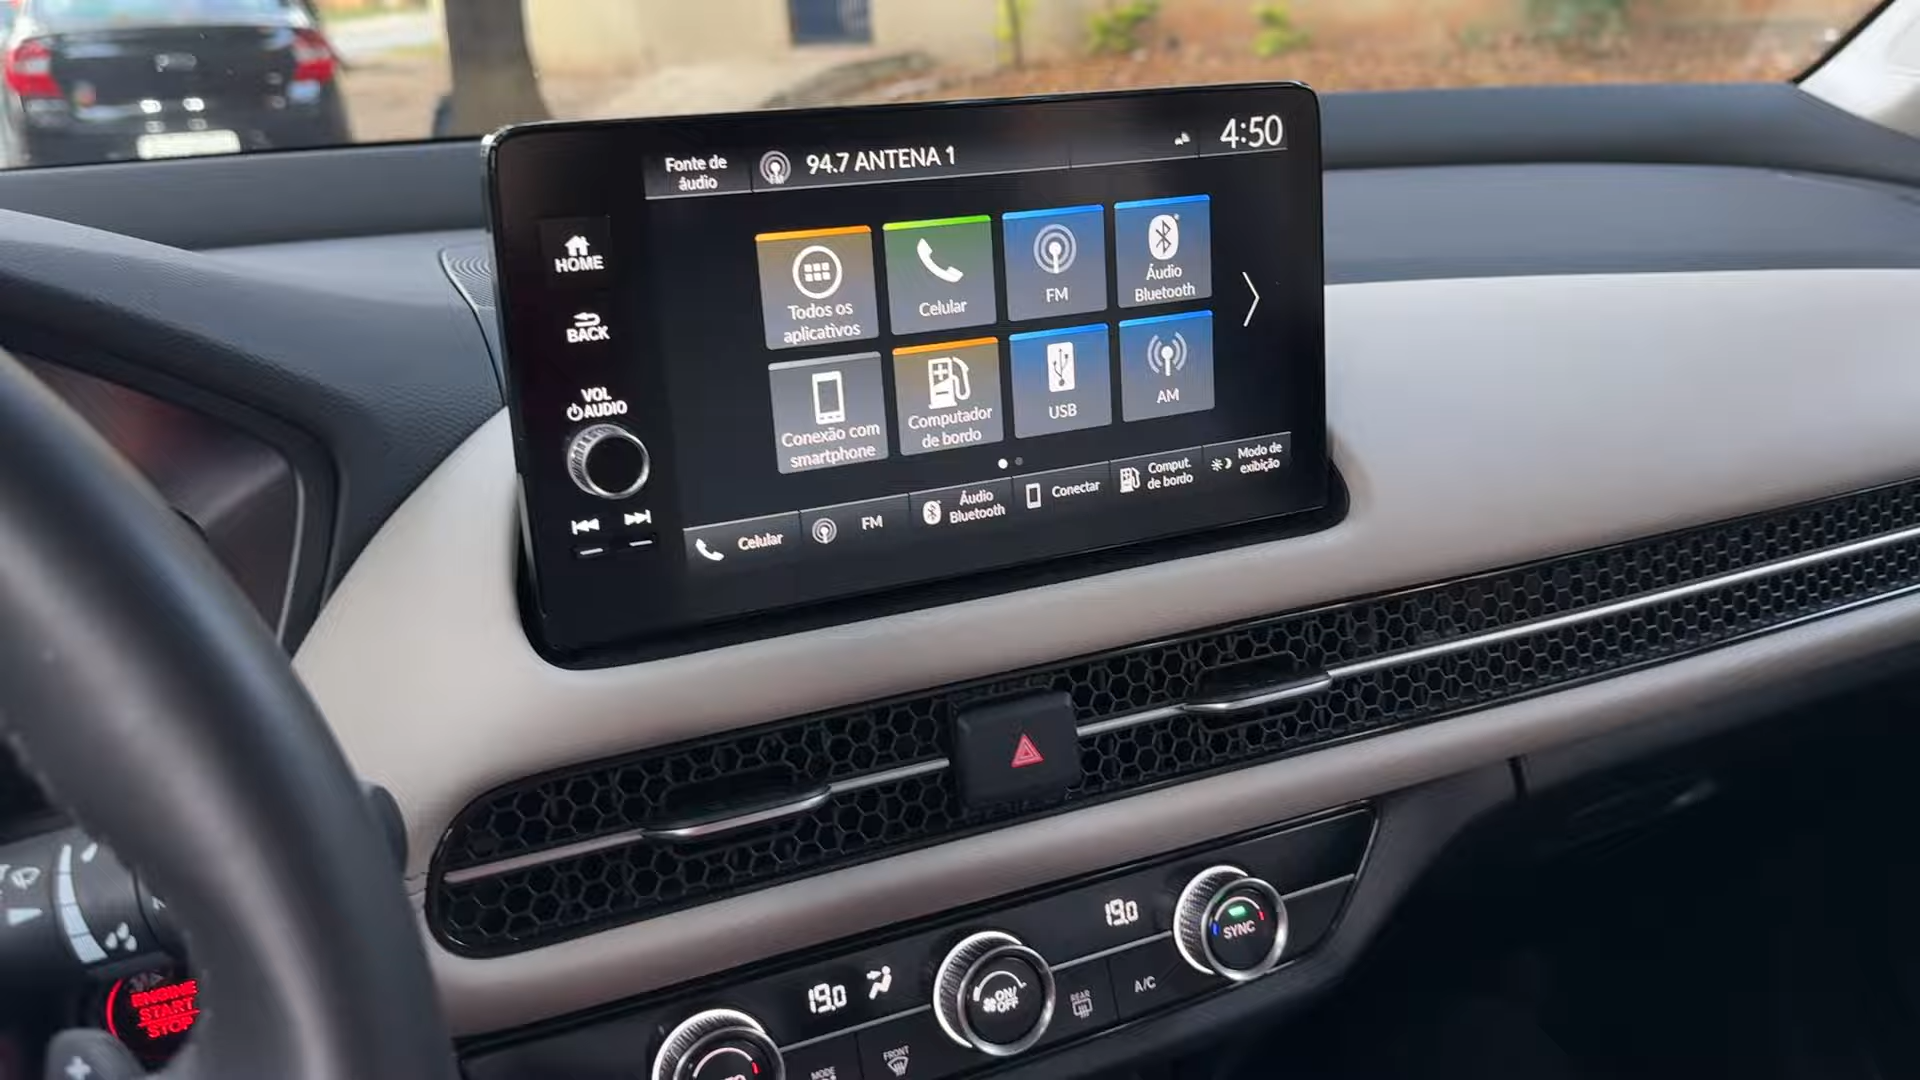 Fonte de
áudio
FM
94.7 ANTENA 1
4:50
HOME
BACK
VOL
AUDIO
Todos os
aplicativos
Celular
FM
Áudio
Bluetooth
Conexão com
smartphone
Computador
de bordo
USB
AM
Celular
FM
Áudio
Bluetooth
Conectar
Comput.
de bordo
Modo de
exibição
19.0
19.0
SYNC
ON/
OFF
REAR
A/C
FRONT
MODE
ENGINE
START
STOP